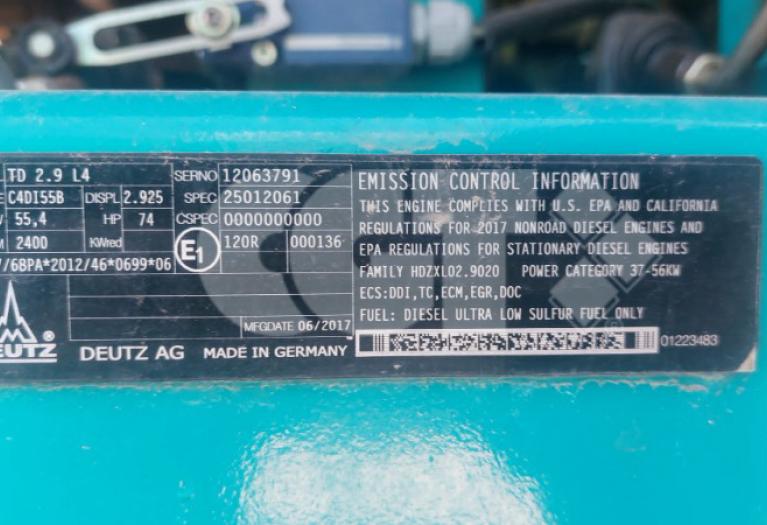 TD 2.9 L4 SERNO 12063791
C4DI55B DISPL 2.925 SPEC 25012061
55,4 HP 74 CSPEC 0000000000
2400 KWred E1 120R 000136
/6BPA*2012/46*0699*06
MFGDATE 06/2017
DEUTZ ® DEUTZ AG MADE IN GERMANY
EMISSION CONTROL INFORMATION
THIS ENGINE COMPLIES WITH U.S. EPA AND CALIFORNIA
REGULATIONS FOR 2017 NONROAD DIESEL ENGINES AND
EPA REGULATIONS FOR STATIONARY DIESEL ENGINES
FAMILY HDZXL02.9020 POWER CATEGORY 37-56KW
ECS:DDI,TC,ECM,EGR,DOC
FUEL: DIESEL ULTRA LOW SULFUR FUEL ONLY
01223483